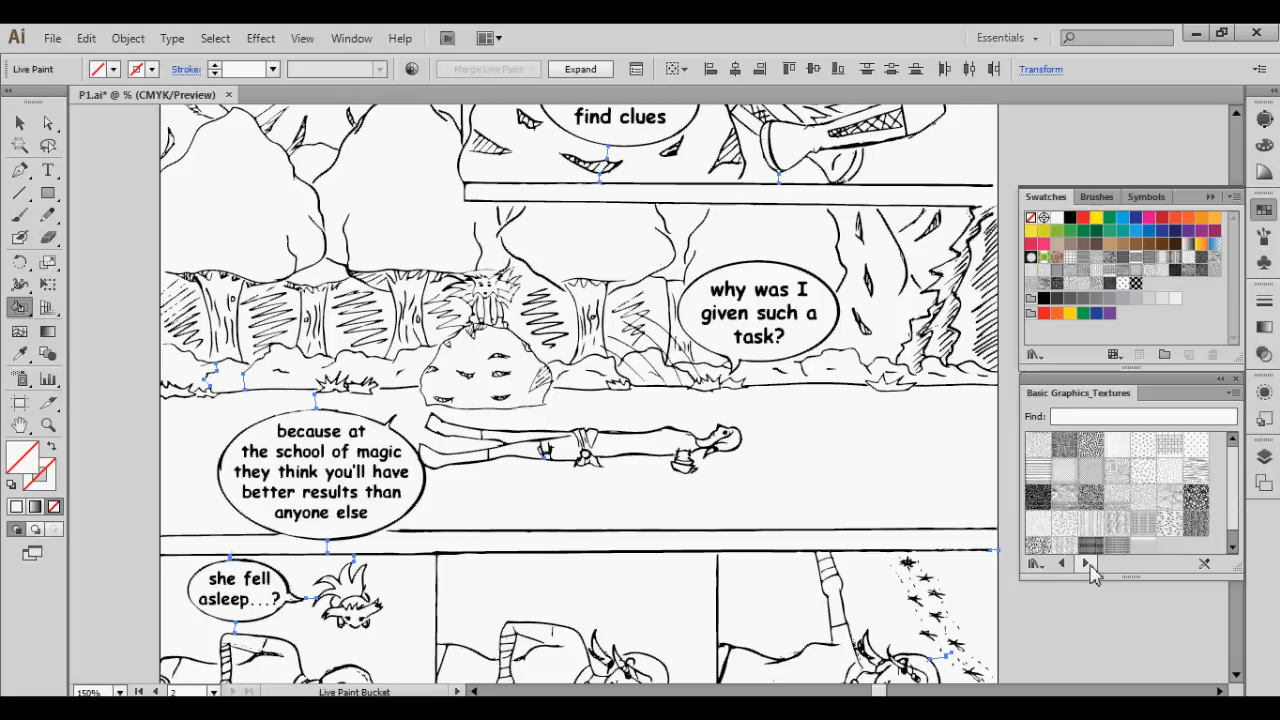 Ai File Edit Object Type Select Effect View Window Help Br Essentials
Live Paint Stroke: Merge Live Paint Expand Transform
P1.ai* @ % (CMYK/Preview) ×
find clues
why was I
given such a
task?
because at
the school of magic
they think you'll have
better results than
anyone else
she fell
asleep...?
Swatches Brushes Symbols
Basic Graphics_Textures
Find:
150% 2 Live Paint Bucket